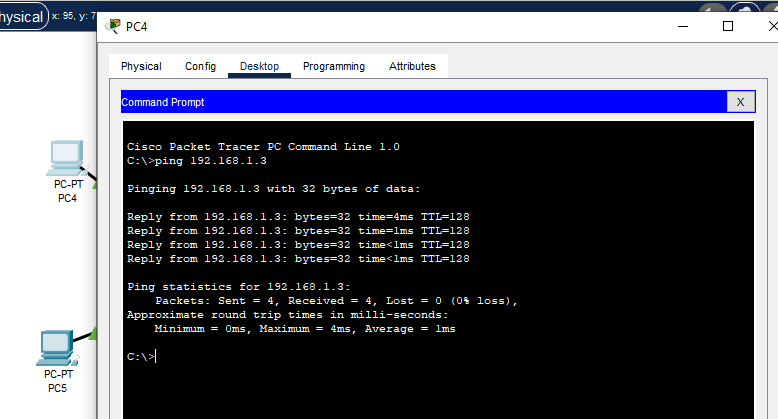 hysical
x: 95, y: 7
PC4
Physical Config Desktop Programming Attributes
Command Prompt
X
Cisco Packet Tracer PC Command Line 1.0
C:\>ping 192.168.1.3
Pinging 192.168.1.3 with 32 bytes of data:
Reply from 192.168.1.3: bytes=32 time=4ms TTL=128
Reply from 192.168.1.3: bytes=32 time=1ms TTL=128
Reply from 192.168.1.3: bytes=32 time<1ms TTL=128
Reply from 192.168.1.3: bytes=32 time<1ms TTL=128
Ping statistics for 192.168.1.3:
Packets: Sent = 4, Received = 4, Lost = 0 (0% loss),
Approximate round trip times in milli-seconds:
Minimum = 0ms, Maximum = 4ms, Average = 1ms
C:\>
PC-PT
PC4
PC-PT
PC5